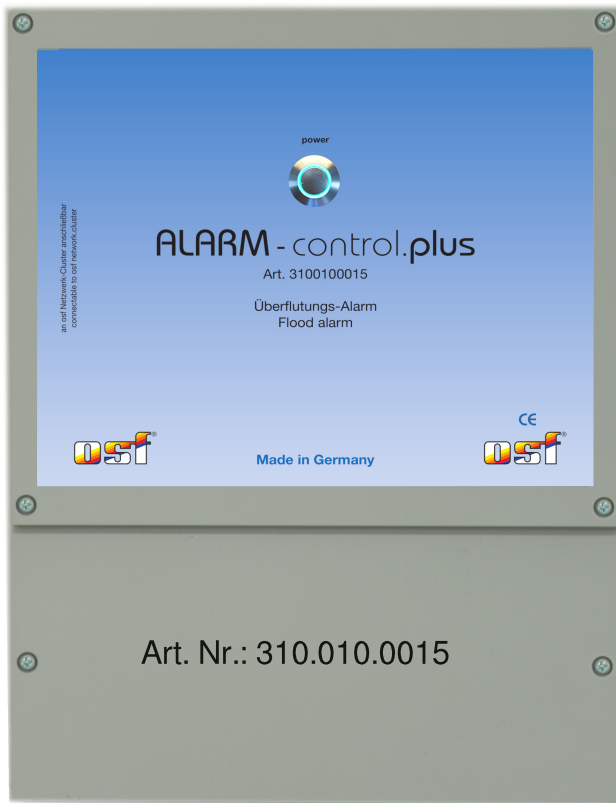 power
an osf Netzwerk-Cluster anschließbar
connectable to osf network.cluster
ALARM - control.plus
Art. 3100100015
Überflutungs-Alarm
Flood alarm
CE
osf®
Made in Germany
osf®
Art. Nr.: 310.010.0015